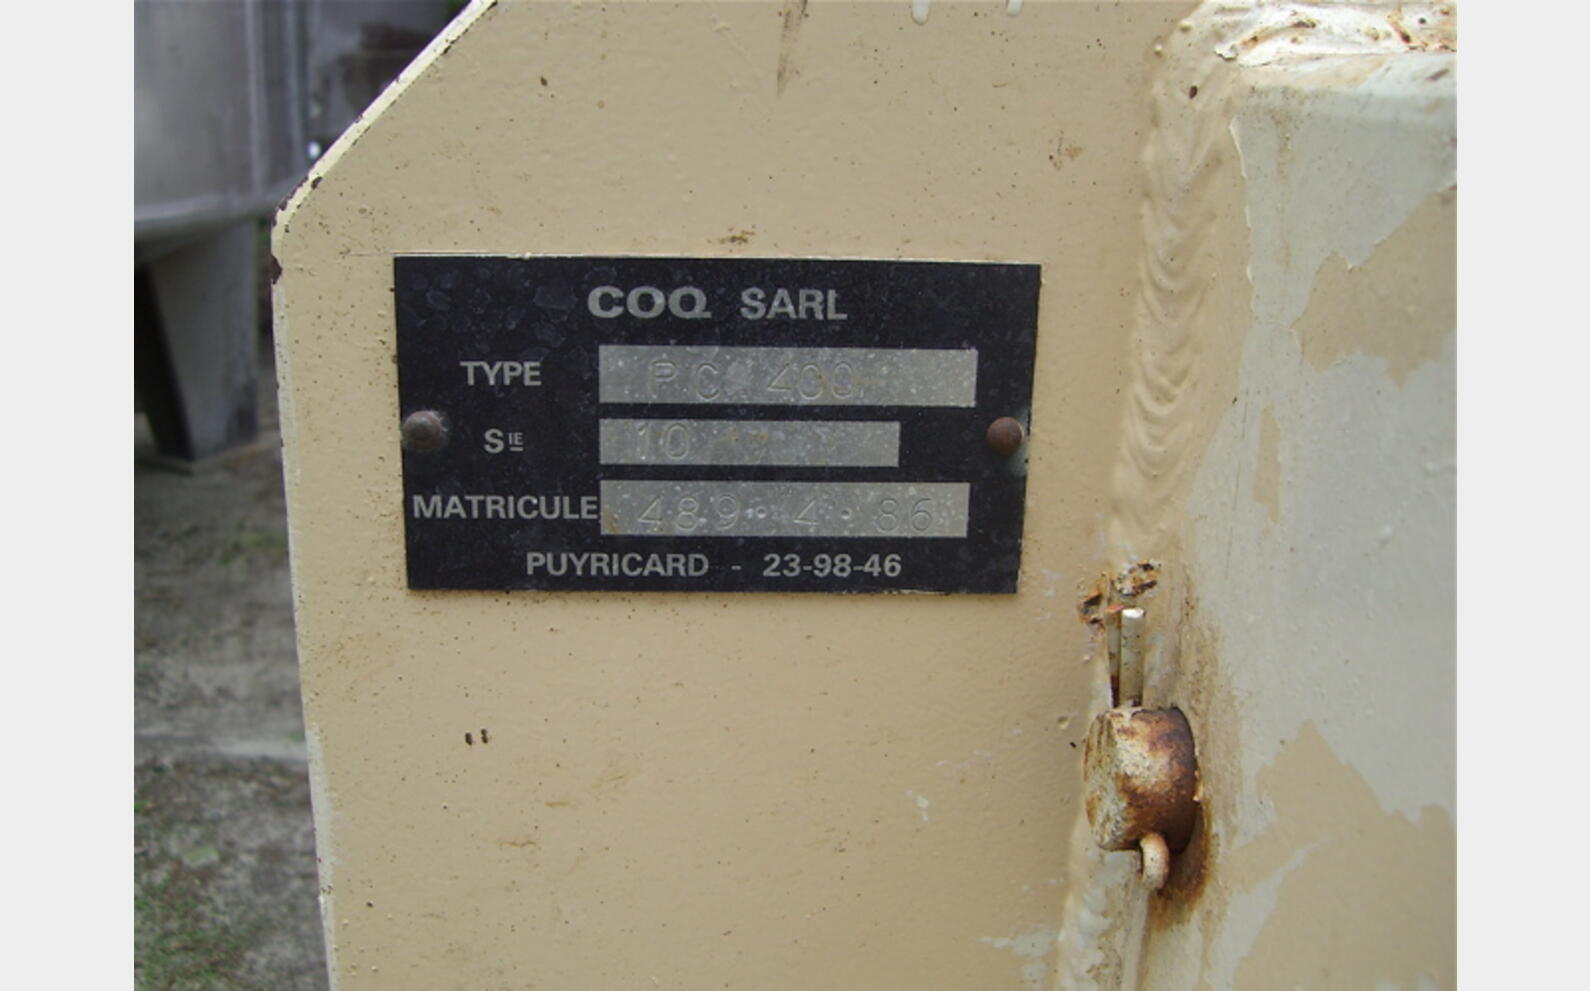 COQ SARL
TYPE PC 400
SIE 10
MATRICULE 489.4.86
PUYRICARD - 23-98-46